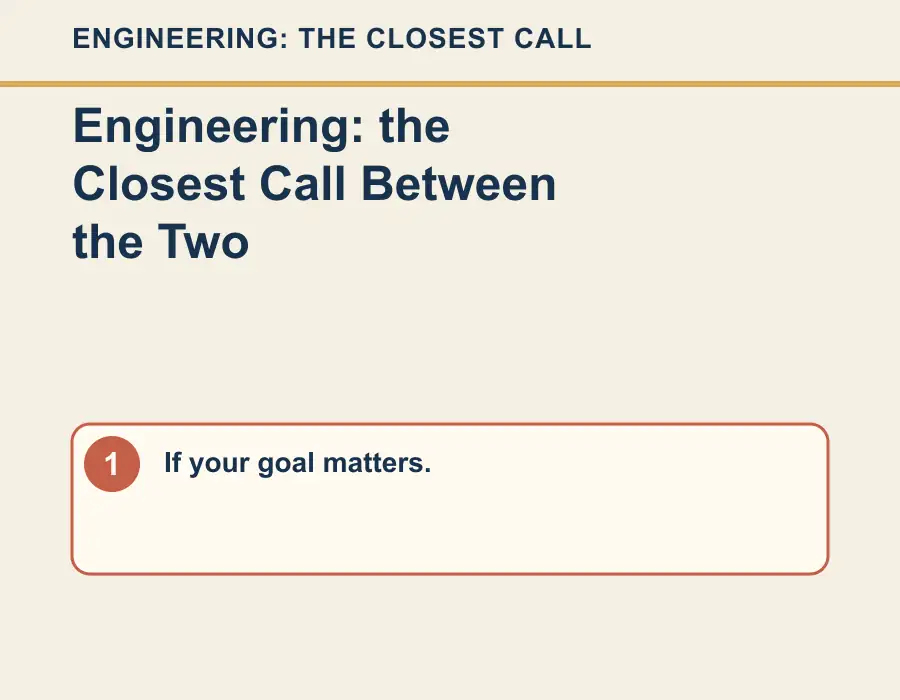 ENGINEERING: THE CLOSEST CALL
Engineering: the
Closest Call Between
the Two
1
If your goal matters.